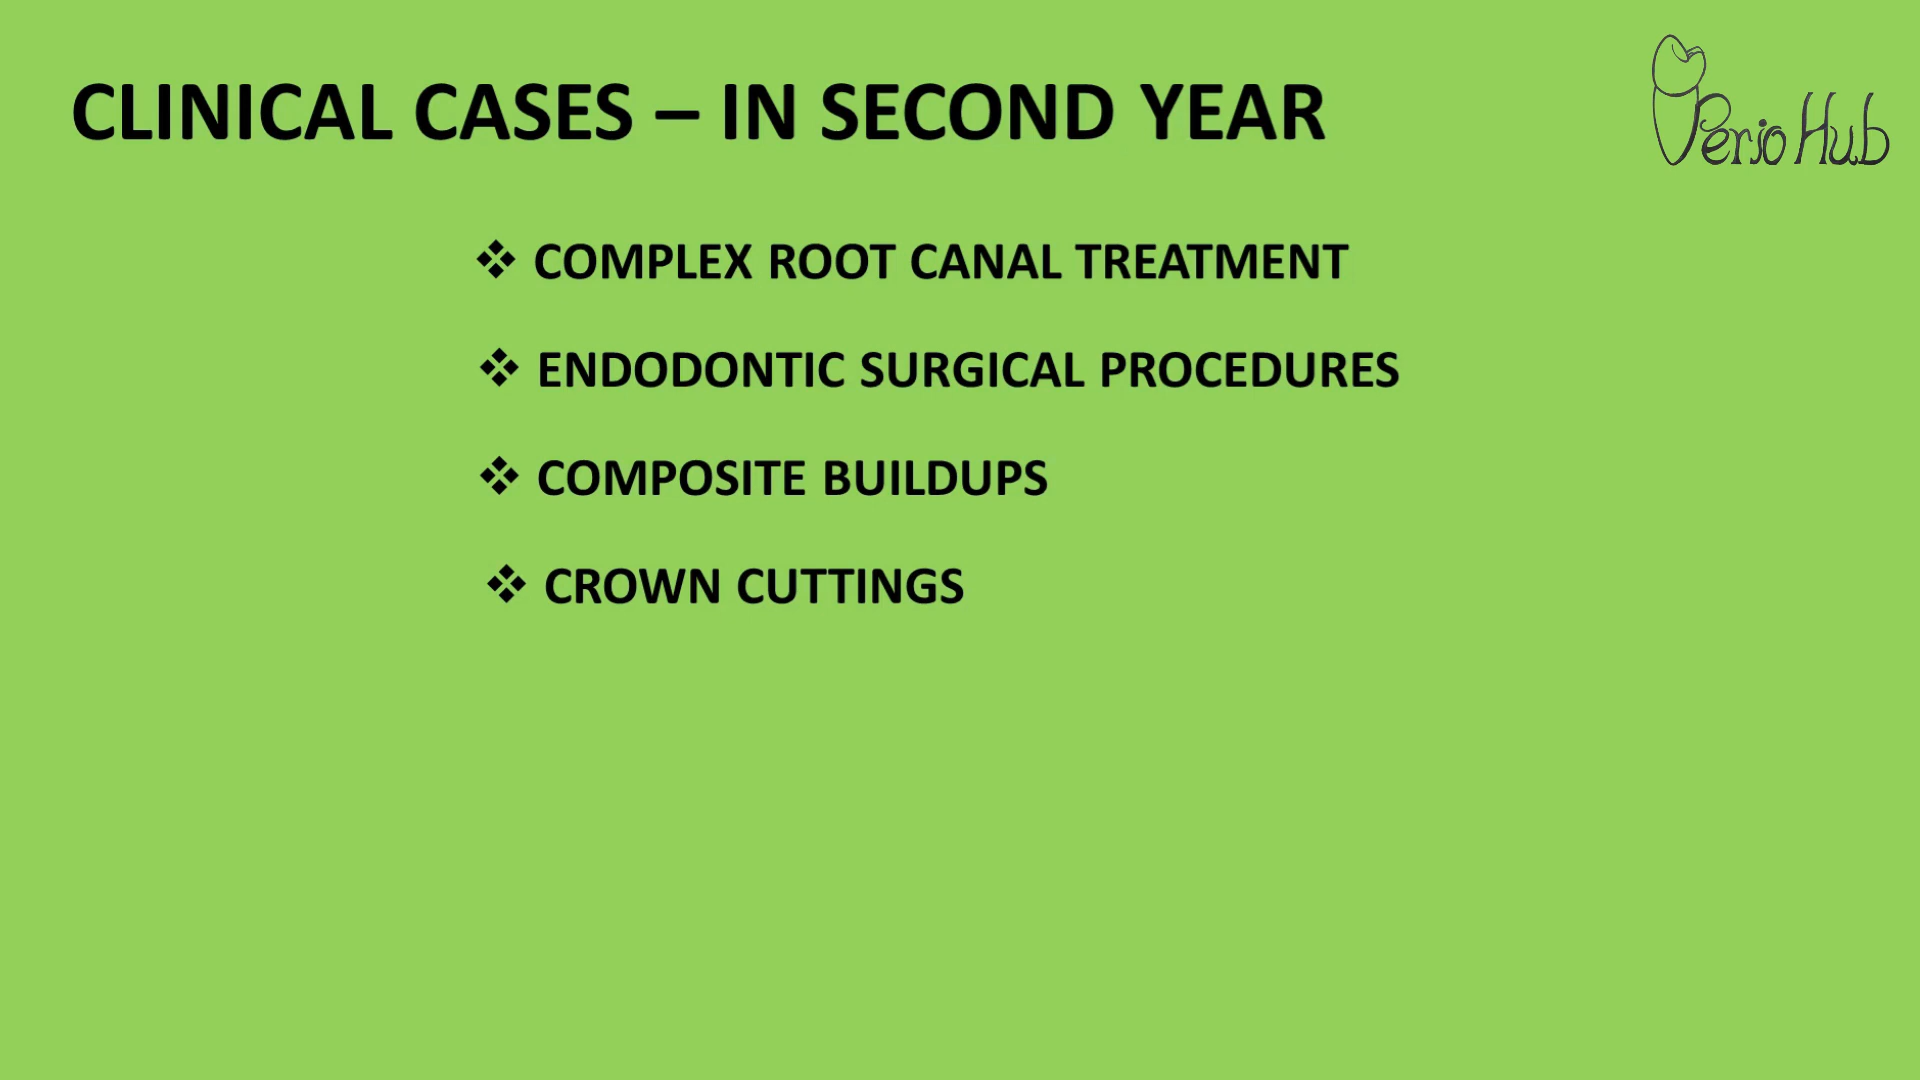 CLINICAL CASES – IN SECOND YEAR
Perio Hub
❖ COMPLEX ROOT CANAL TREATMENT
❖ ENDODONTIC SURGICAL PROCEDURES
❖ COMPOSITE BUILDUPS
❖ CROWN CUTTINGS